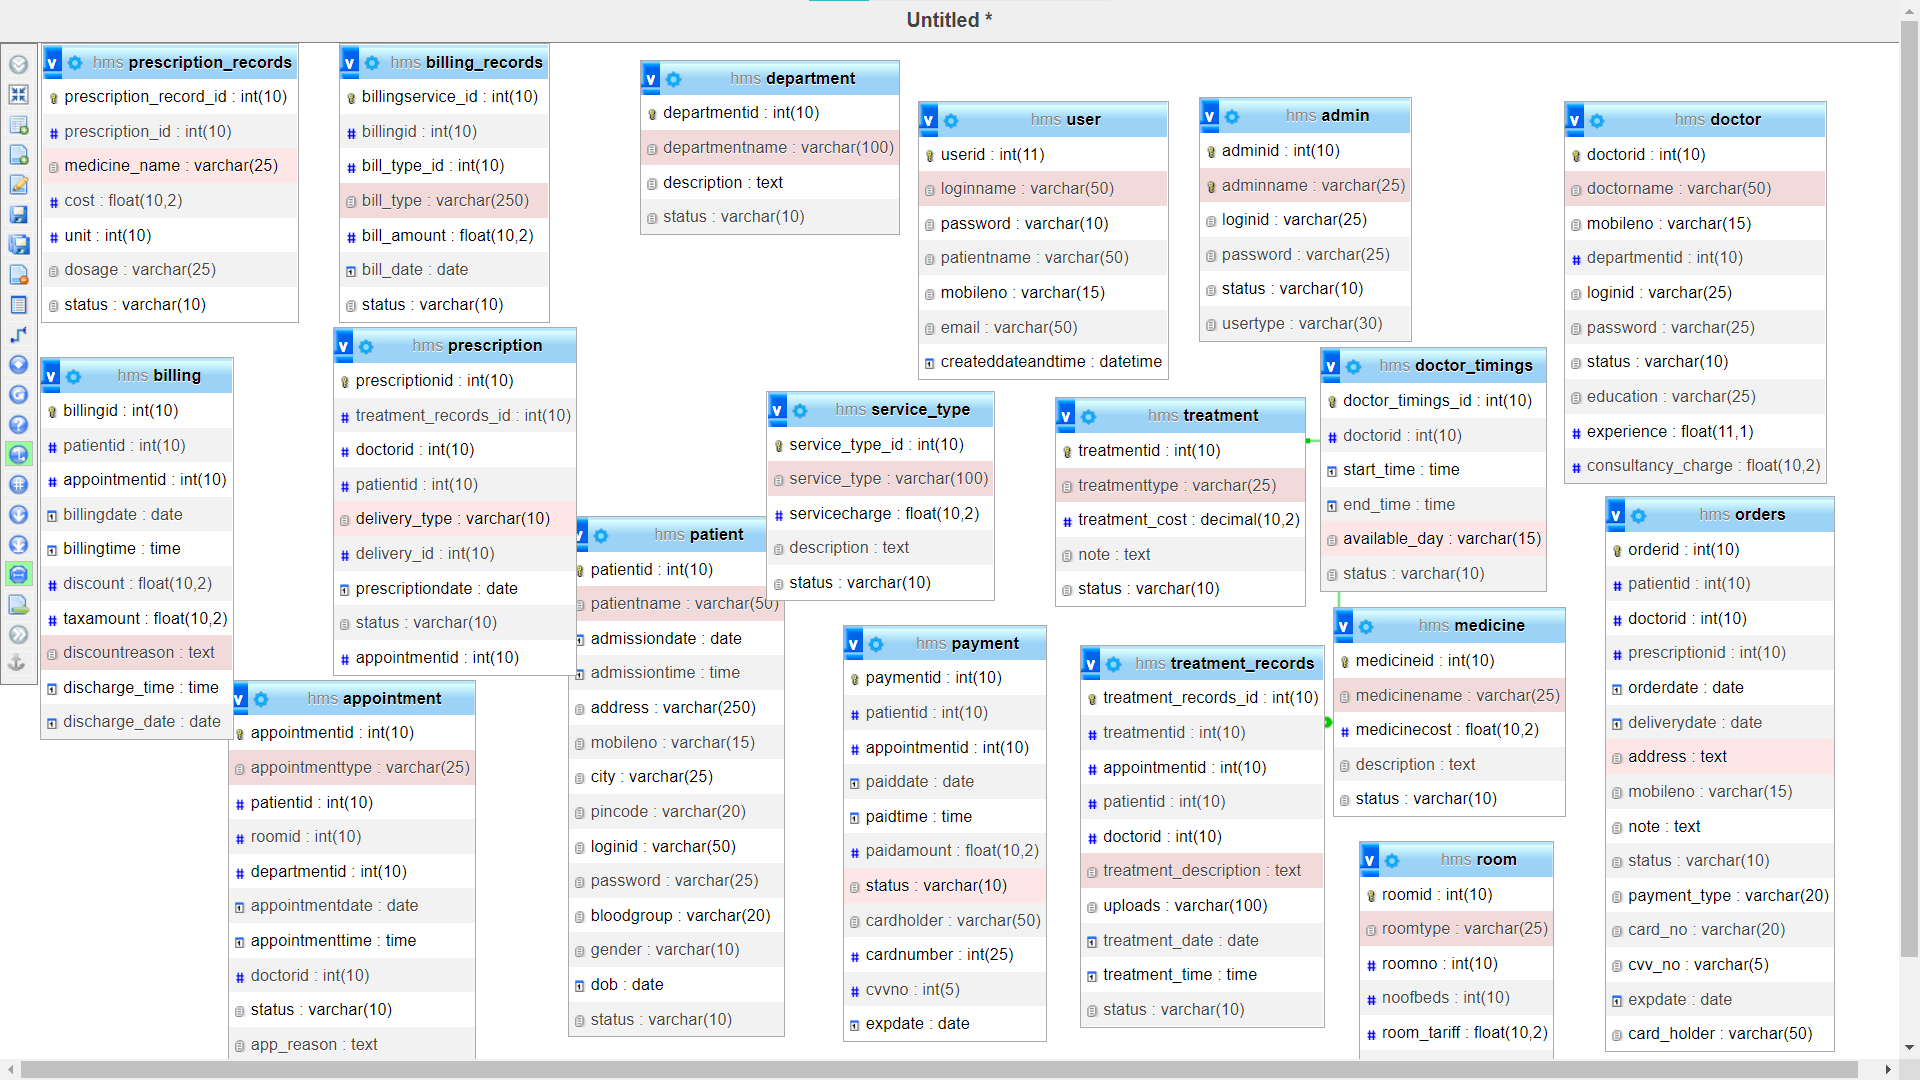 Untitled *
hms prescription_records
prescription_record_id : int(10)
prescription_id : int(10)
medicine_name : varchar(25)
cost : float(10,2)
unit : int(10)
dosage : varchar(25)
status : varchar(10)
hms billing_records
billingservice_id : int(10)
billingid : int(10)
bill_type_id : int(10)
bill_type : varchar(250)
bill_amount : float(10,2)
bill_date : date
status : varchar(10)
hms department
departmentid : int(10)
departmentname : varchar(100)
description : text
status : varchar(10)
hms user
userid : int(11)
loginname : varchar(50)
password : varchar(10)
patientname : varchar(50)
mobileno : varchar(15)
email : varchar(50)
createddateandtime : datetime
hms admin
adminid : int(10)
adminname : varchar(25)
loginid : varchar(25)
password : varchar(25)
status : varchar(10)
usertype : varchar(30)
hms doctor
doctorid : int(10)
doctorname : varchar(50)
mobileno : varchar(15)
departmentid : int(10)
loginid : varchar(25)
password : varchar(25)
status : varchar(10)
education : varchar(25)
experience : float(11,1)
consultancy_charge : float(10,2)
hms billing
billingid : int(10)
patientid : int(10)
appointmentid : int(10)
billingdate : date
billingtime : time
discount : float(10,2)
taxamount : float(10,2)
discountreason : text
discharge_time : time
discharge_date : date
hms prescription
prescriptionid : int(10)
treatment_records_id : int(10)
doctorid : int(10)
patientid : int(10)
delivery_type : varchar(10)
delivery_id : int(10)
prescriptiondate : date
status : varchar(10)
appointmentid : int(10)
hms service_type
service_type_id : int(10)
service_type : varchar(100)
servicecharge : float(10,2)
description : text
status : varchar(10)
hms treatment
treatmentid : int(10)
treatmenttype : varchar(25)
treatment_cost : decimal(10,2)
note : text
status : varchar(10)
hms doctor_timings
doctor_timings_id : int(10)
doctorid : int(10)
start_time : time
end_time : time
available_day : varchar(15)
status : varchar(10)
hms patient
patientid : int(10)
patientname : varchar(50)
admissiondate : date
admissiontime : time
address : varchar(250)
mobileno : varchar(15)
city : varchar(25)
pincode : varchar(20)
loginid : varchar(50)
password : varchar(25)
bloodgroup : varchar(20)
gender : varchar(10)
dob : date
status : varchar(10)
hms orders
orderid : int(10)
patientid : int(10)
doctorid : int(10)
prescriptionid : int(10)
orderdate : date
deliverydate : date
address : text
mobileno : varchar(15)
note : text
status : varchar(10)
payment_type : varchar(20)
card_no : varchar(20)
cvv_no : varchar(5)
expdate : date
card_holder : varchar(50)
hms appointment
appointmentid : int(10)
appointmenttype : varchar(25)
patientid : int(10)
roomid : int(10)
departmentid : int(10)
appointmentdate : date
appointmenttime : time
doctorid : int(10)
status : varchar(10)
app_reason : text
hms payment
paymentid : int(10)
patientid : int(10)
appointmentid : int(10)
paiddate : date
paidtime : time
paidamount : float(10,2)
status : varchar(10)
cardholder : varchar(50)
cardnumber : int(25)
cvvno : int(5)
expdate : date
hms treatment_records
treatment_records_id : int(10)
treatmentid : int(10)
appointmentid : int(10)
patientid : int(10)
doctorid : int(10)
treatment_description : text
uploads : varchar(100)
treatment_date : date
treatment_time : time
status : varchar(10)
hms medicine
medicineid : int(10)
medicinename : varchar(25)
medicinecost : float(10,2)
description : text
status : varchar(10)
hms room
roomid : int(10)
roomtype : varchar(25)
roomno : int(10)
noofbeds : int(10)
room_tariff : float(10,2)